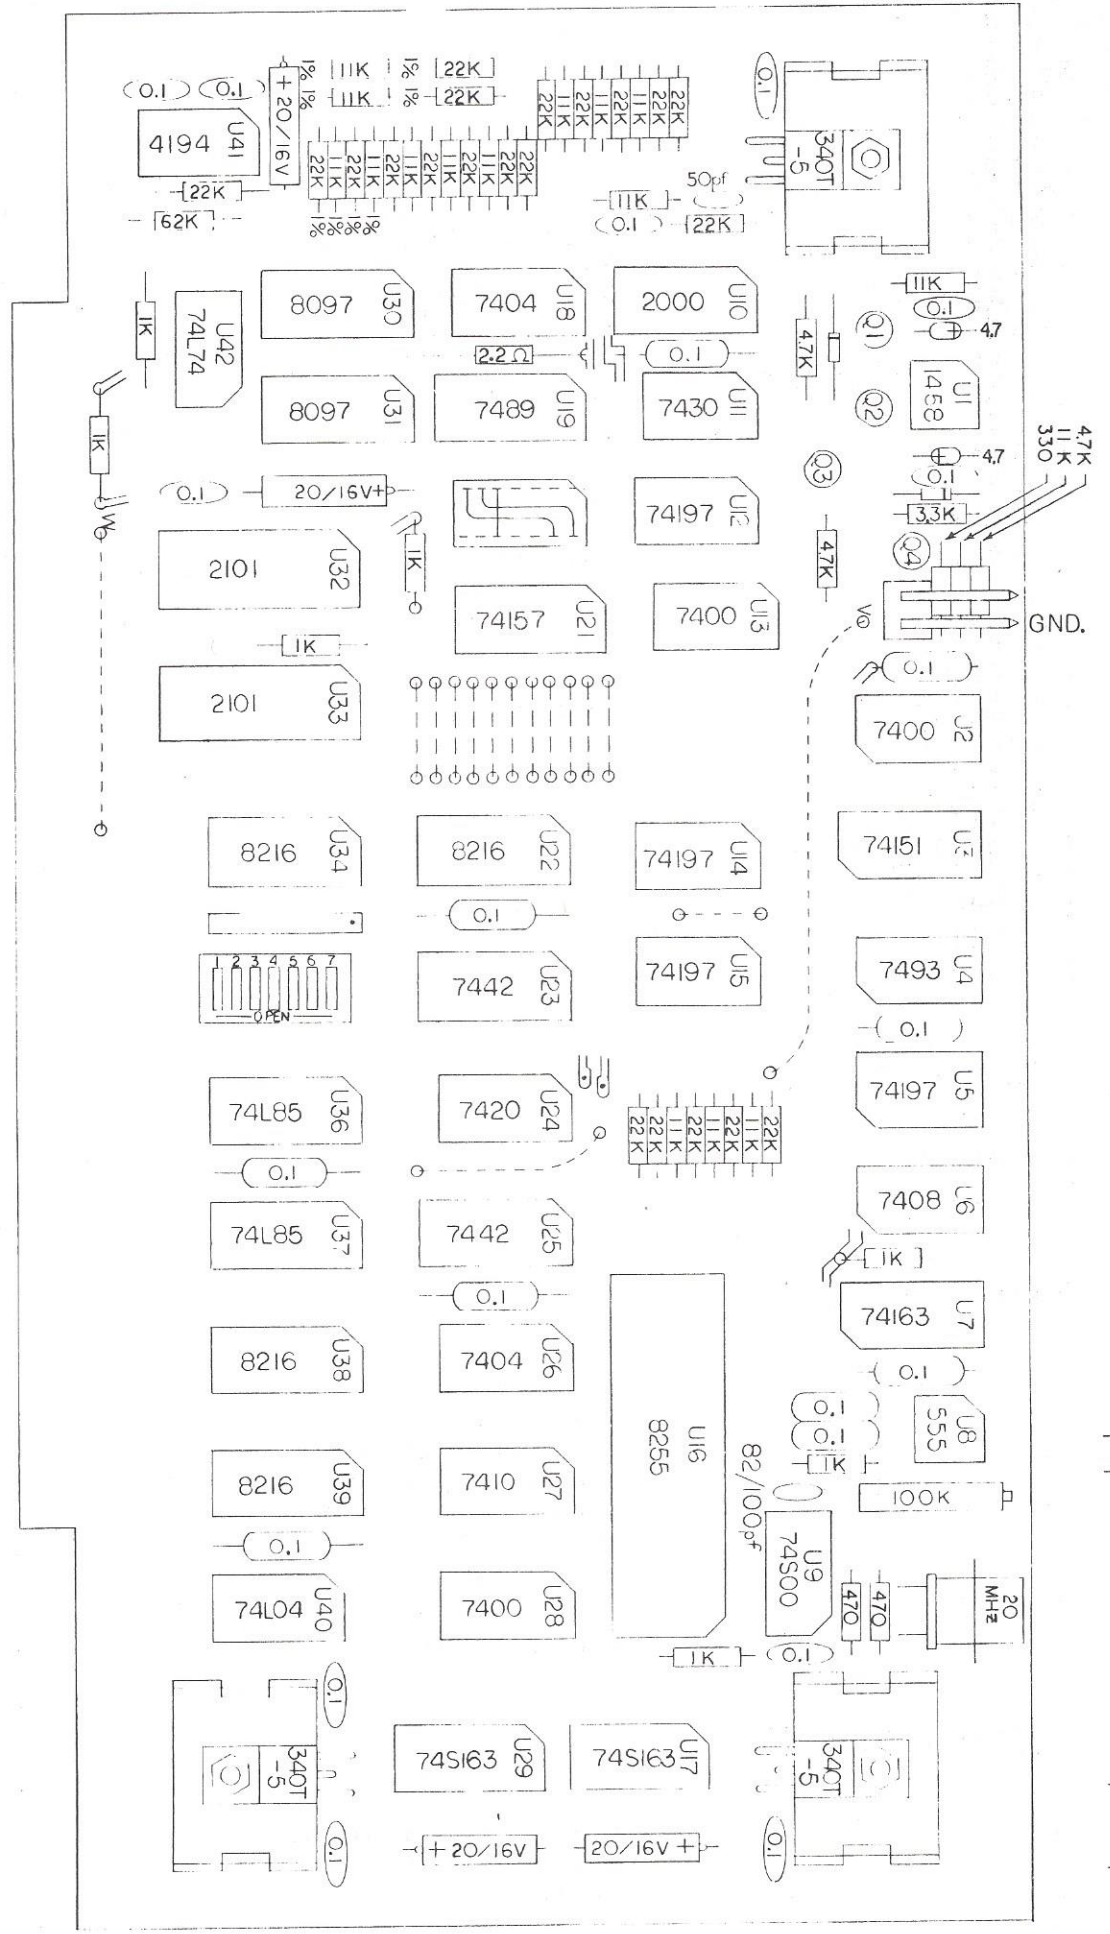 0.1
0.1
+ 20/16V
1%
11K
1%
22K
1%
11K
1%
22K
22K
11K
22K
11K
22K
11K
22K
22K
0.1
340T
-5
4194 U41
22K
62K
22K
11K
22K
11K
22K
11K
22K
11K
22K
11K
22K
22K
1%
1%
1%
1%
50pf
11K
0.1
22K
1K
U42
74L74
8097 U30
7404 U18
2000 U10
11K
0.1
4.7
Q1
4.7K
2.2 Ω
0.1
8097 U31
7489 U19
7430 U11
Q2
U1
1458
1K
4.7
0.1
3.3K
4.7K
11K
330
Q3
0.1
20/16V+
74197 U12
Q4
4.7K
W
2101 U32
1K
74157 U21
7400 U13
V
GND.
1K
0.1
2101 U33
7400 J2
8216 U34
8216 U22
74197 U14
74151 U3
0.1
1 2 3 4 5 6 7
OPEN
7442 U23
74197 U15
7493 U4
0.1
74197 U5
74L85 U36
7420 U24
22K
22K
11K
22K
11K
22K
11K
22K
0.1
7408 U6
74L85 U37
7442 U25
1K
0.1
74163 U7
8216 U38
7404 U26
0.1
U16
8255
0.1
0.1
1K
U8
555
8216 U39
7410 U27
82/100pf
100K
0.1
U9
74S00
470
470
20
MHz
74L04 U40
7400 U28
1K
0.1
0.1
340T
-5
0.1
74S163 U29
74S163 U17
340T
-5
0.1
+ 20/16V
20/16V +